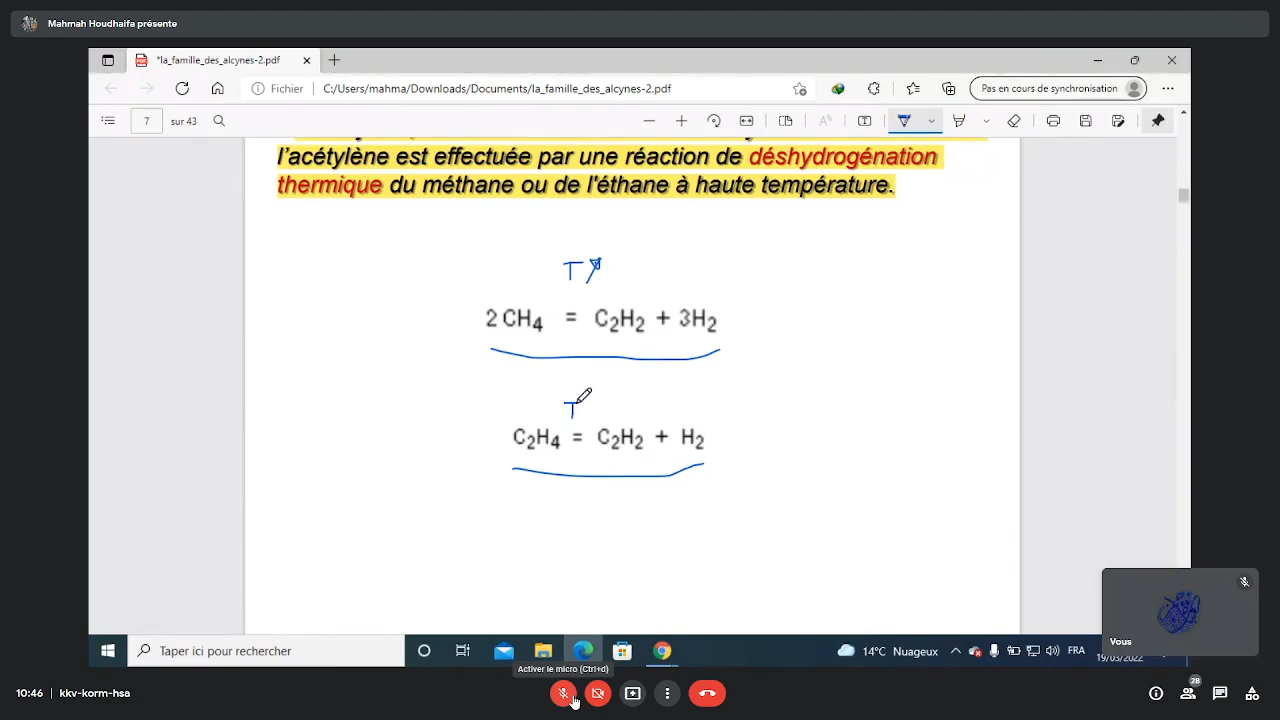 Mahmah Houdhaifa présente
*la_famille_des_alcynes-2.pdf
Fichier C:/Users/mahma/Downloads/Documents/la_famille_des_alcynes-2.pdf Pas en cours de synchronisation
7 sur 43
l'acétylène est effectuée par une réaction de déshydrogénation
thermique du méthane ou de l'éthane à haute température.
T↗
2 CH₄ = C₂H₂ + 3H₂
T
C₂H₄ = C₂H₂ + H₂
Vous
Taper ici pour rechercher
14°C Nuageux
FRA
19/03/2022
Activer le micro (Ctrl+d)
10:46 kkv-korm-hsa
28